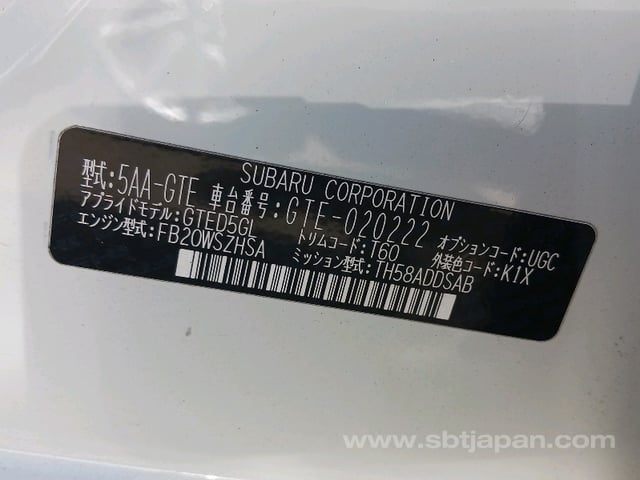 SUBARU CORPORATION
型式:5AA-GTE 車台番号:GTE-020222
アプライドモデル:GTED5GL トリムコード:T60 オプションコード:UGC
エンジン型式:FB20WSZHSA ミッション型式:TH58ADDSAB 外装色コード:K1X
www.sbtjapan.com